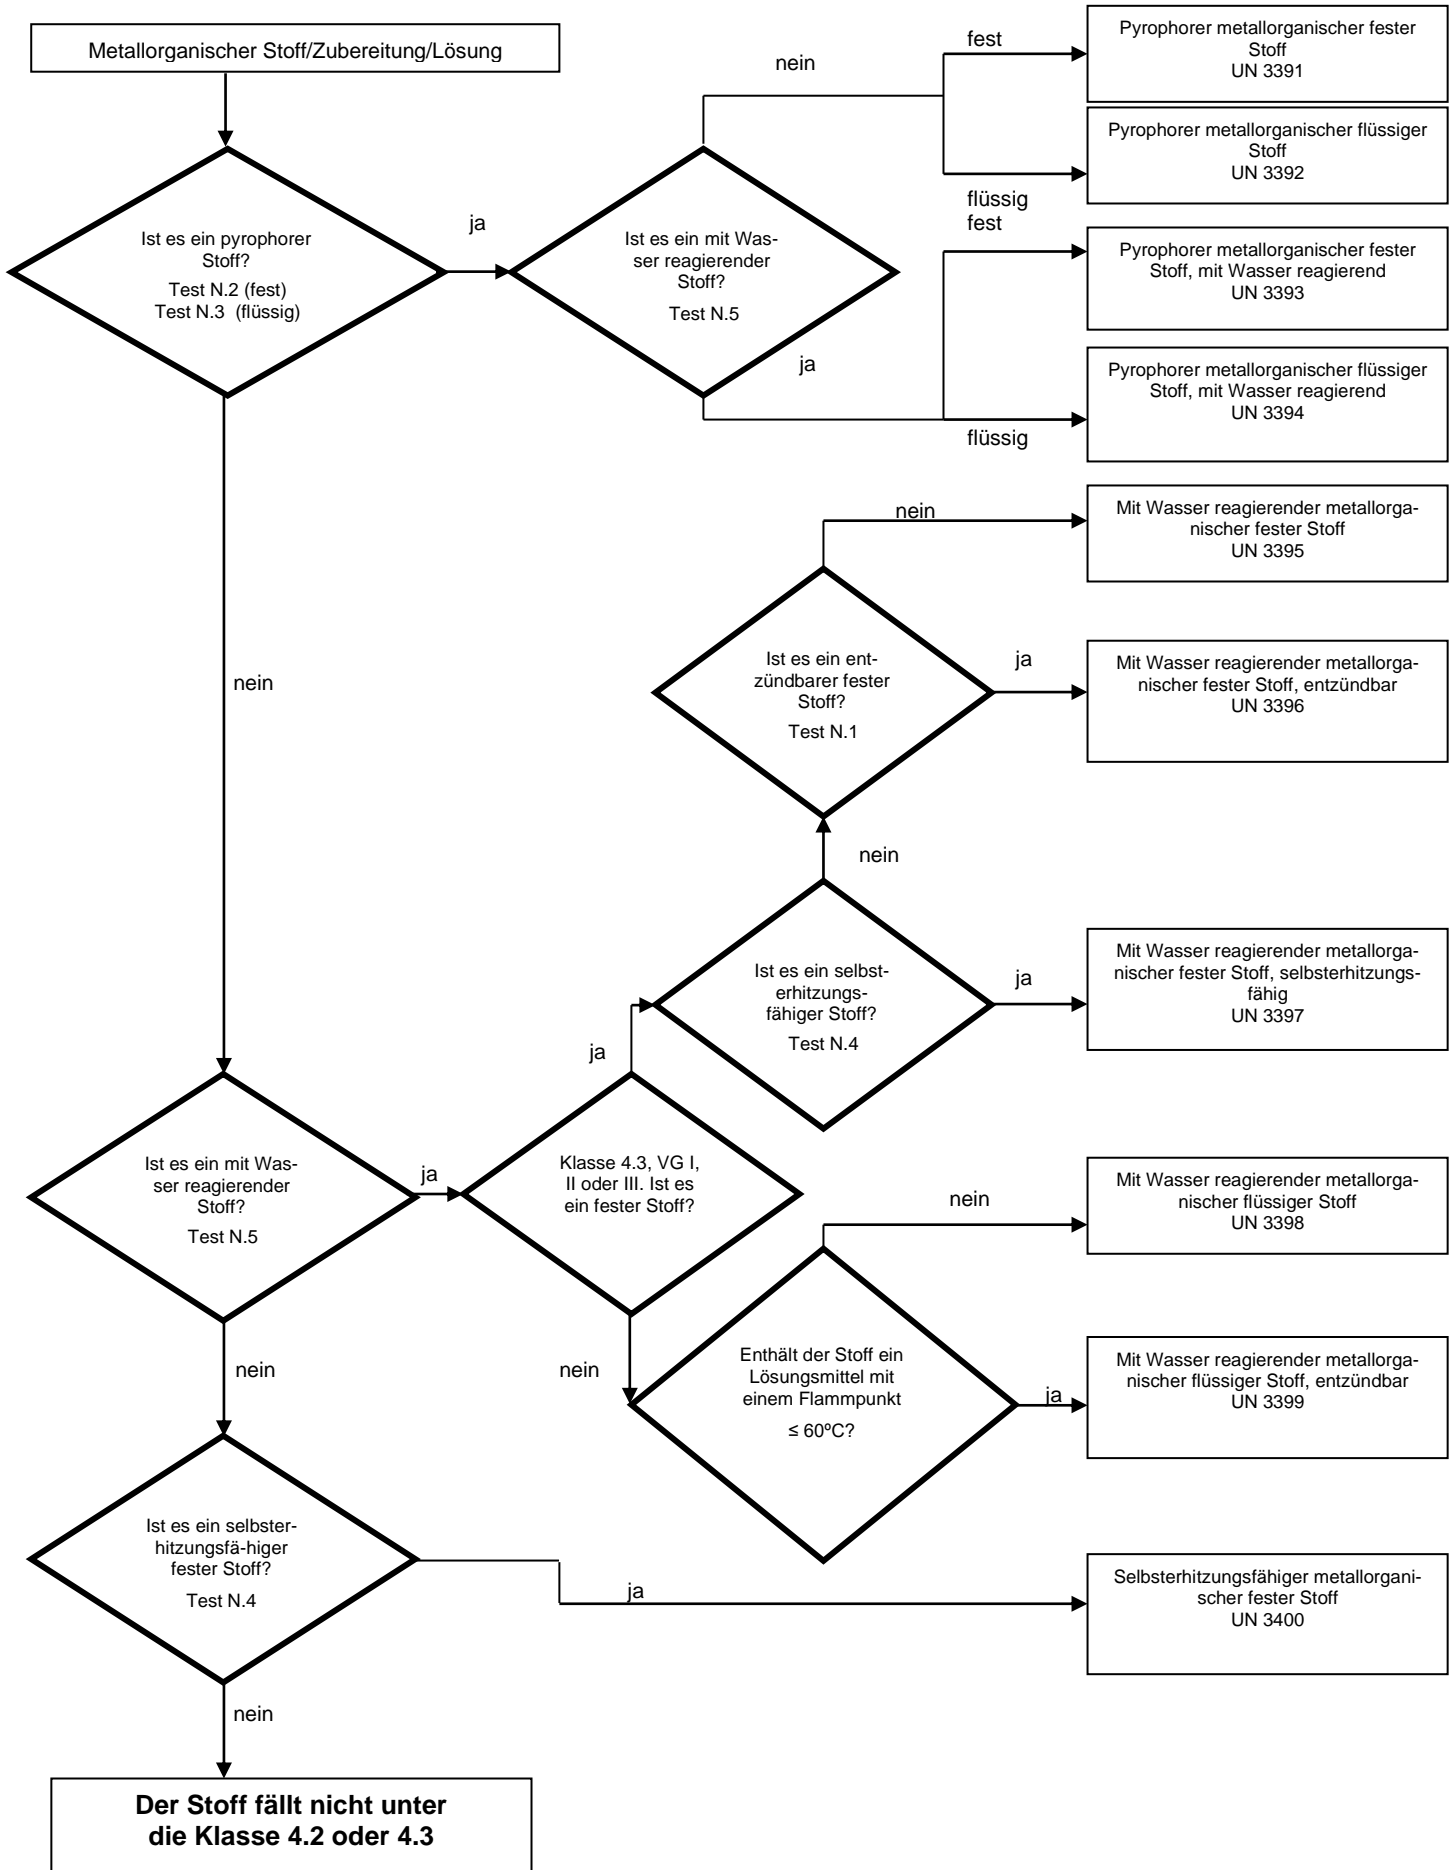 Metallorganischer Stoff/Zubereitung/Lösung
nein
fest
Pyrophorer metallorganischer fester
Stoff
UN 3391
Pyrophorer metallorganischer flüssiger
Stoff
UN 3392
flüssig
fest
ja
Ist es ein pyrophorer
Stoff?
Test N.2 (fest)
Test N.3 (flüssig)
Ist es ein mit Was-
ser reagierender
Stoff?
Test N.5
Pyrophorer metallorganischer fester
Stoff, mit Wasser reagierend
UN 3393
ja
Pyrophorer metallorganischer flüssiger
Stoff, mit Wasser reagierend
UN 3394
flüssig
nein
Mit Wasser reagierender metallorga-
nischer fester Stoff
UN 3395
nein
Ist es ein ent-
zündbarer fester
Stoff?
Test N.1
ja
Mit Wasser reagierender metallorga-
nischer fester Stoff, entzündbar
UN 3396
nein
Ist es ein selbst-
erhitzungs-
fähiger Stoff?
Test N.4
ja
Mit Wasser reagierender metallorga-
nischer fester Stoff, selbsterhitzungs-
fähig
UN 3397
ja
Ist es ein mit Was-
ser reagierender
Stoff?
Test N.5
ja
Klasse 4.3, VG I,
II oder III. Ist es
ein fester Stoff?
nein
Mit Wasser reagierender metallorga-
nischer flüssiger Stoff
UN 3398
nein
nein
Enthält der Stoff ein
Lösungsmittel mit
einem Flammpunkt
≤ 60ºC?
ja
Mit Wasser reagierender metallorga-
nischer flüssiger Stoff, entzündbar
UN 3399
Ist es ein selbster-
hitzungsfä-higer
fester Stoff?
Test N.4
ja
Selbsterhitzungsfähiger metallorgani-
scher fester Stoff
UN 3400
nein
Der Stoff fällt nicht unter
die Klasse 4.2 oder 4.3